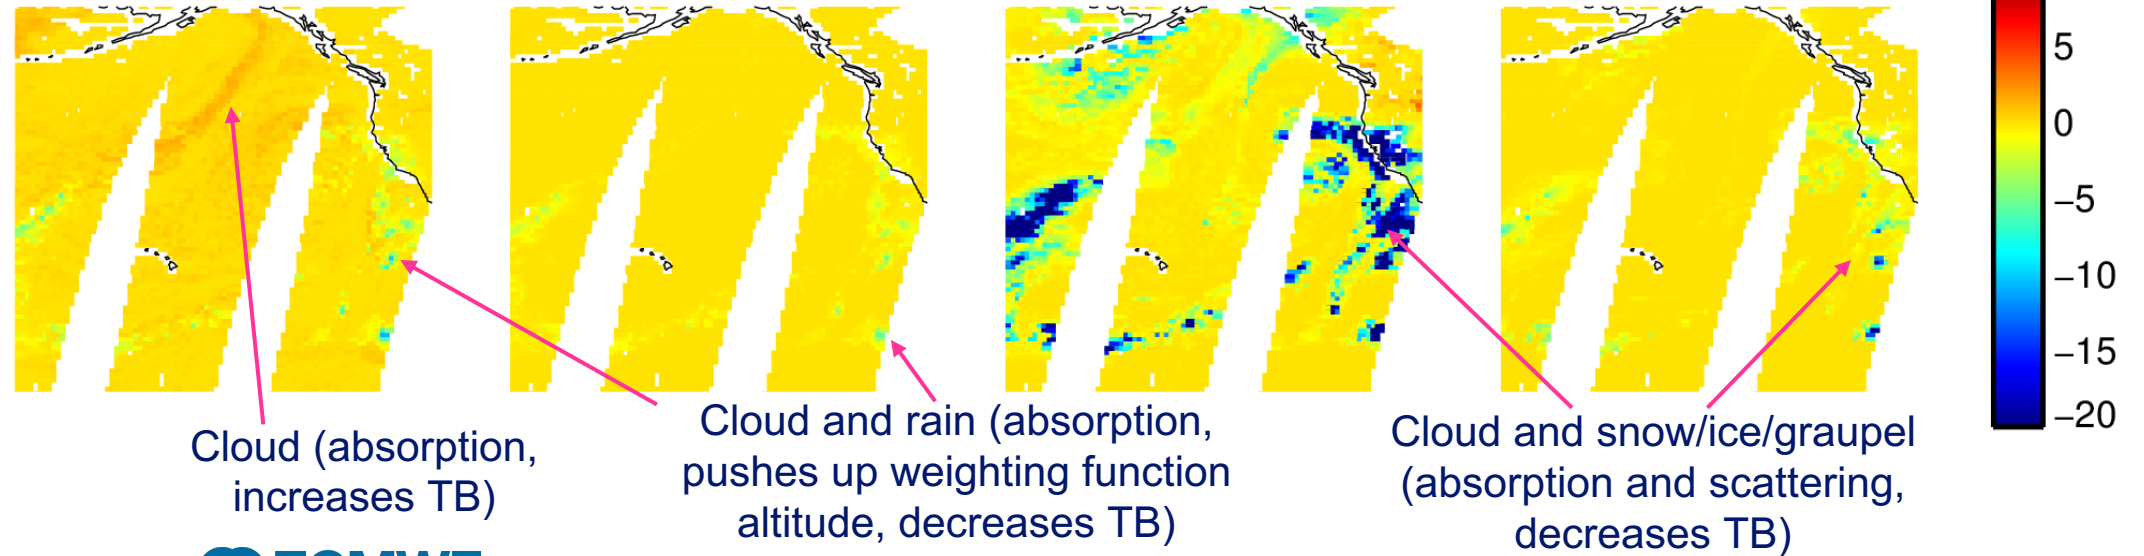 5
0
−5
−10
−15
−20
Cloud (absorption,
increases TB)
Cloud and rain (absorption,
pushes up weighting function
altitude, decreases TB)
Cloud and snow/ice/graupel
(absorption and scattering,
decreases TB)
ECMWF